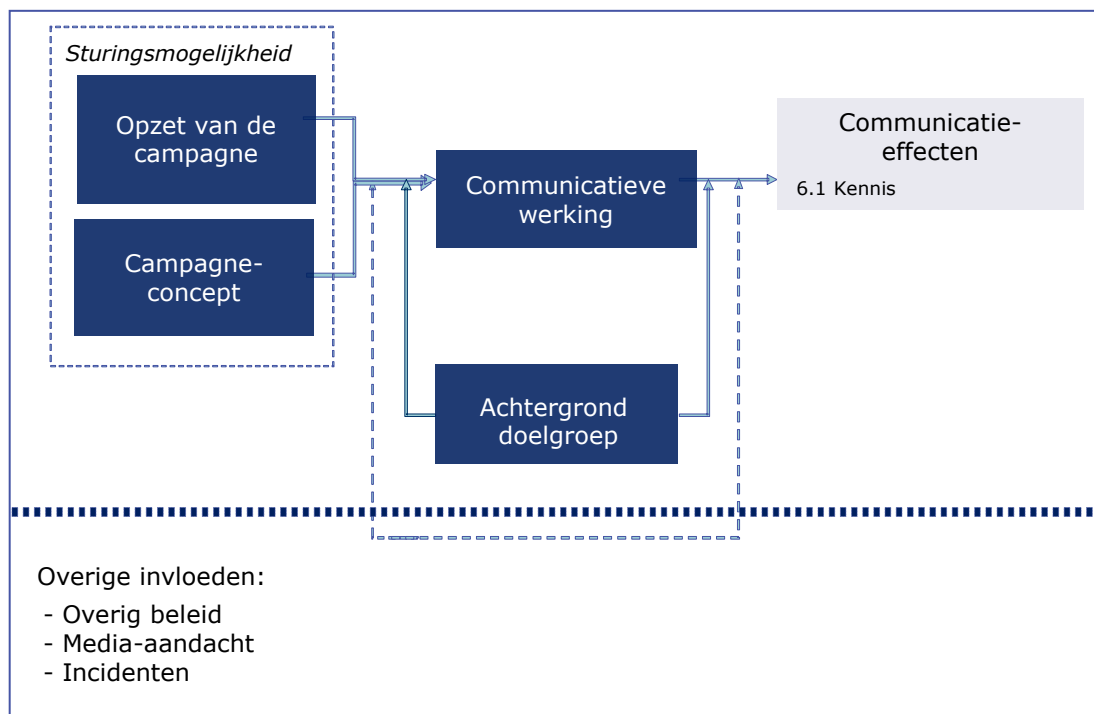 Sturingsmogelijkheid
Opzet van de
campagne
Campagne-
concept
Communicatieve
werking
Achtergrond
doelgroep
Communicatie-
effecten
6.1 Kennis
Overige invloeden:
- Overig beleid
- Media-aandacht
- Incidenten